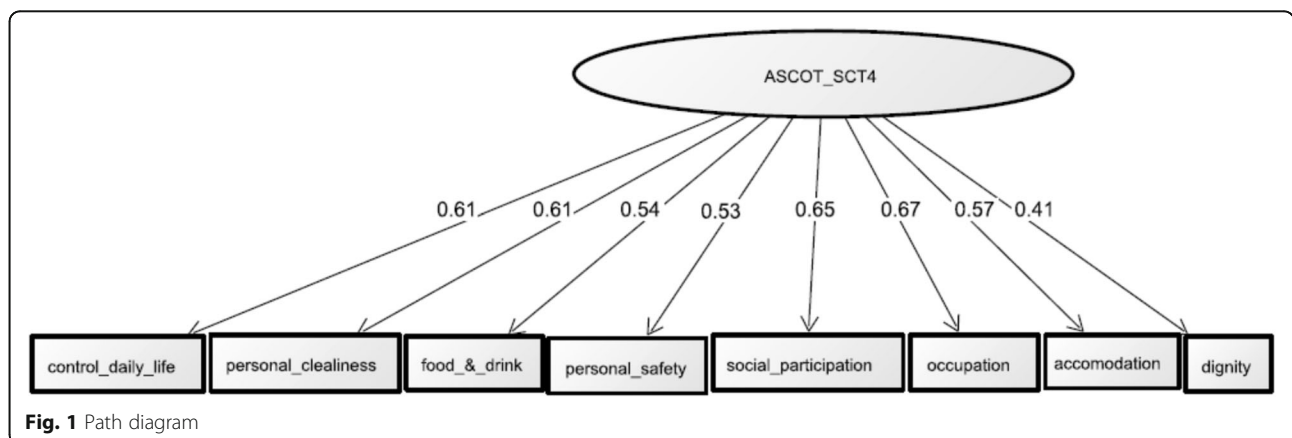 ASCOT_SCT4
0.61 0.61 0.54 0.53 0.65 0.67 0.57 0.41
control_daily_life personal_clealiness food_&_drink personal_safety social_participation occupation accomodation dignity
Fig. 1 Path diagram